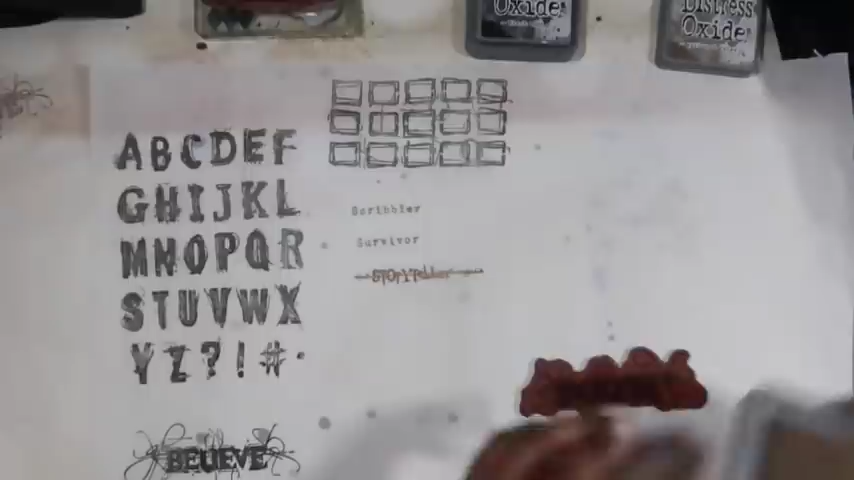 Oxide
Distress
Oxide
ABCDEF
GHIJKL
MNOPQR
STUVWX
YZ?!#.
Scribbler
Survivor
STORYTeller
BELIEVE